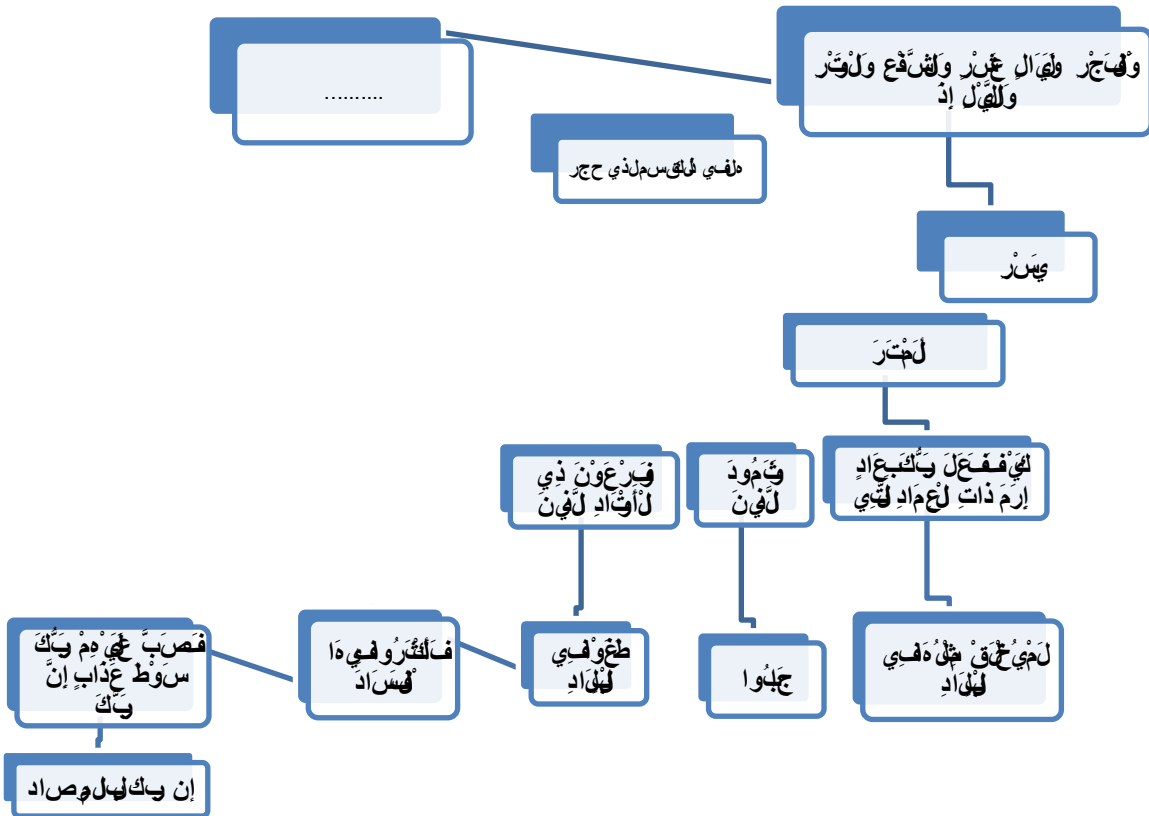 وَالْفَجْر وَلَيَالٍ عَشْر وَالشَّفْع وَالْوَتْر
وَاللَّيْلِ إِذَ
..........
هل في ذلك قسم لذي حجر
يَسْر
أَلَمْ تَرَ
كَيْفَ فَعَلَ رَبُّكَ بِعَادٍ
إِرَمَ ذَاتِ الْعِمَادِ الَّتِي
وَثَمُودَ
الَّذِينَ
وَفِرْعَوْنَ ذِي
الْأَوْتَادِ الَّذِينَ
لَمْ يُخْلَقْ مِثْلُهَا فِي
الْبِلَادِ
جَابُوا
طَغَوْا فِي
الْبِلَادِ
فَأَكْثَرُوا فِيهَا
الْفَسَادَ
فَصَبَّ عَلَيْهِمْ رَبُّكَ
سَوْطَ عَذَابٍ إِنَّ
رَبَّكَ
إن ربك لبالمرصاد